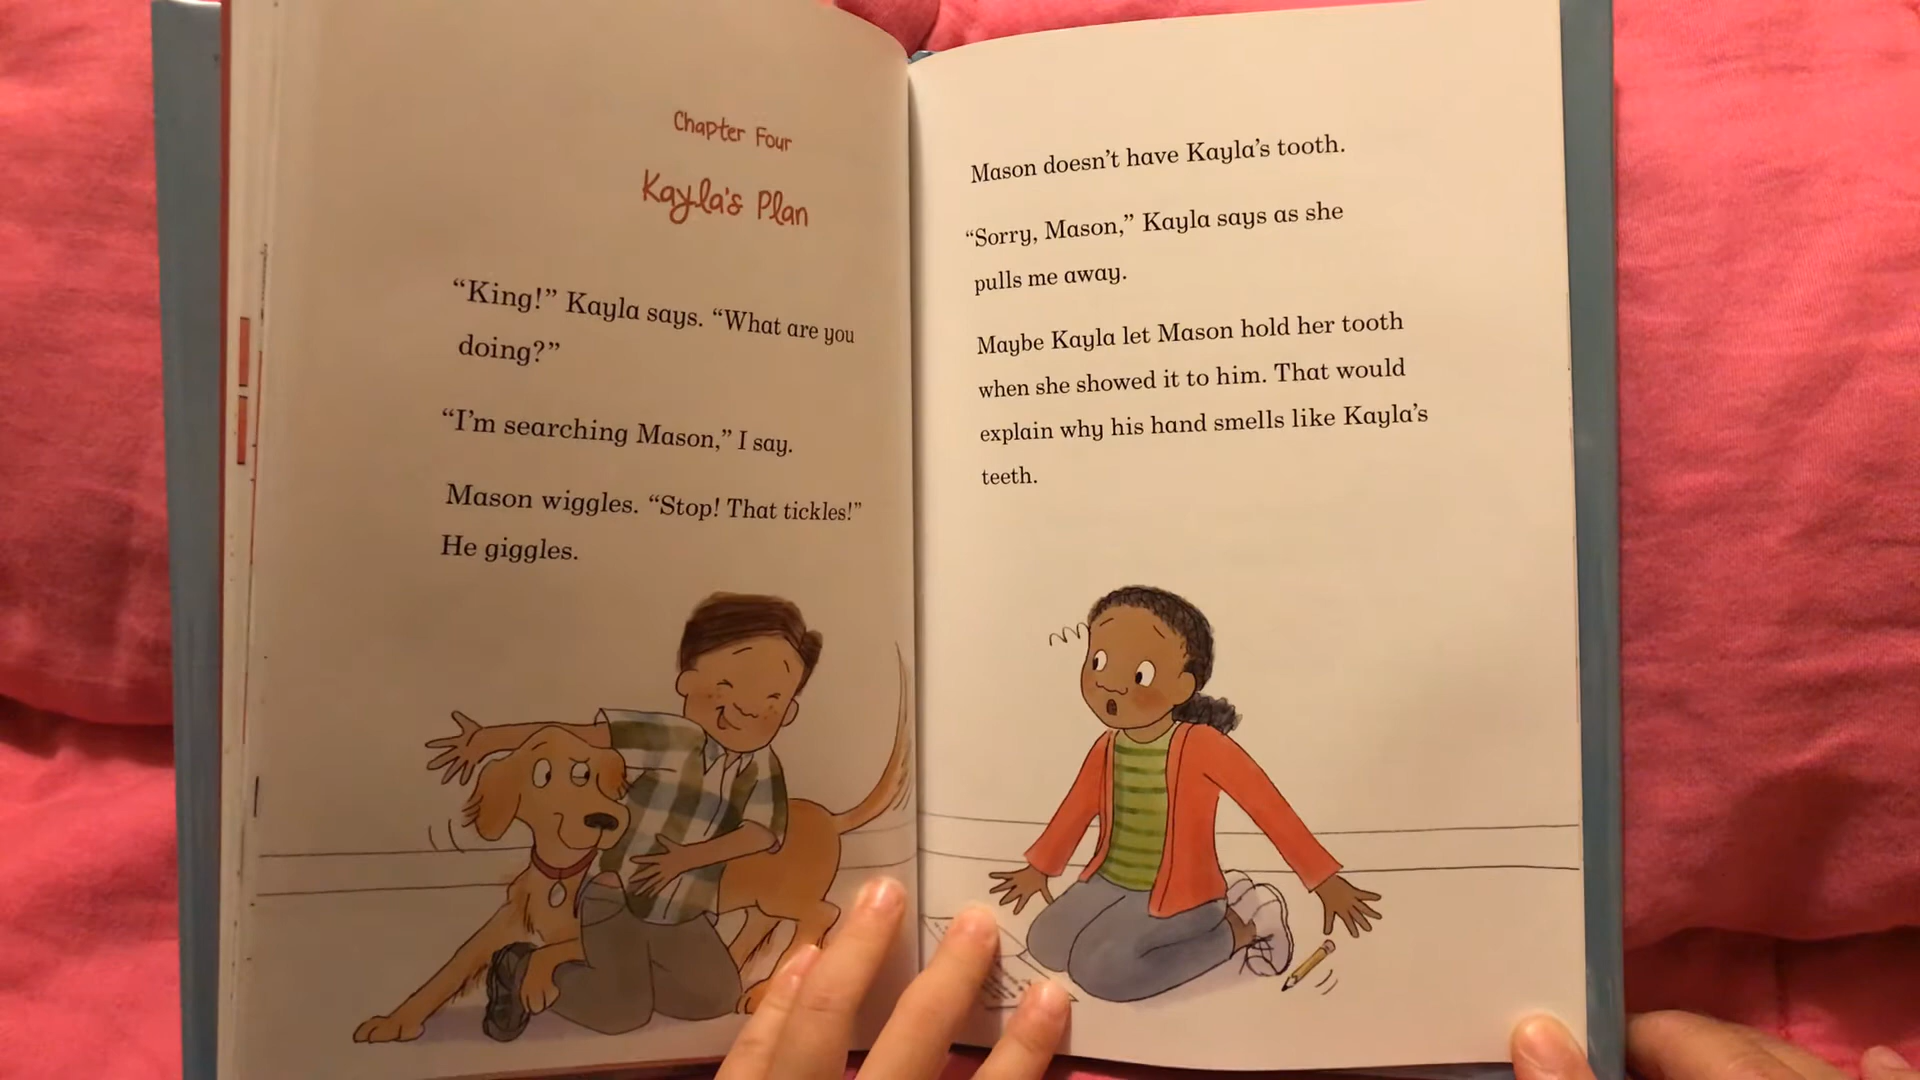 Chapter Four
Kayla's Plan
“King!” Kayla says. “What are you
doing?”
“I’m searching Mason,” I say.
Mason wiggles. “Stop! That tickles!”
He giggles.
Mason doesn’t have Kayla’s tooth.
“Sorry, Mason,” Kayla says as she
pulls me away.
Maybe Kayla let Mason hold her tooth
when she showed it to him. That would
explain why his hand smells like Kayla’s
teeth.